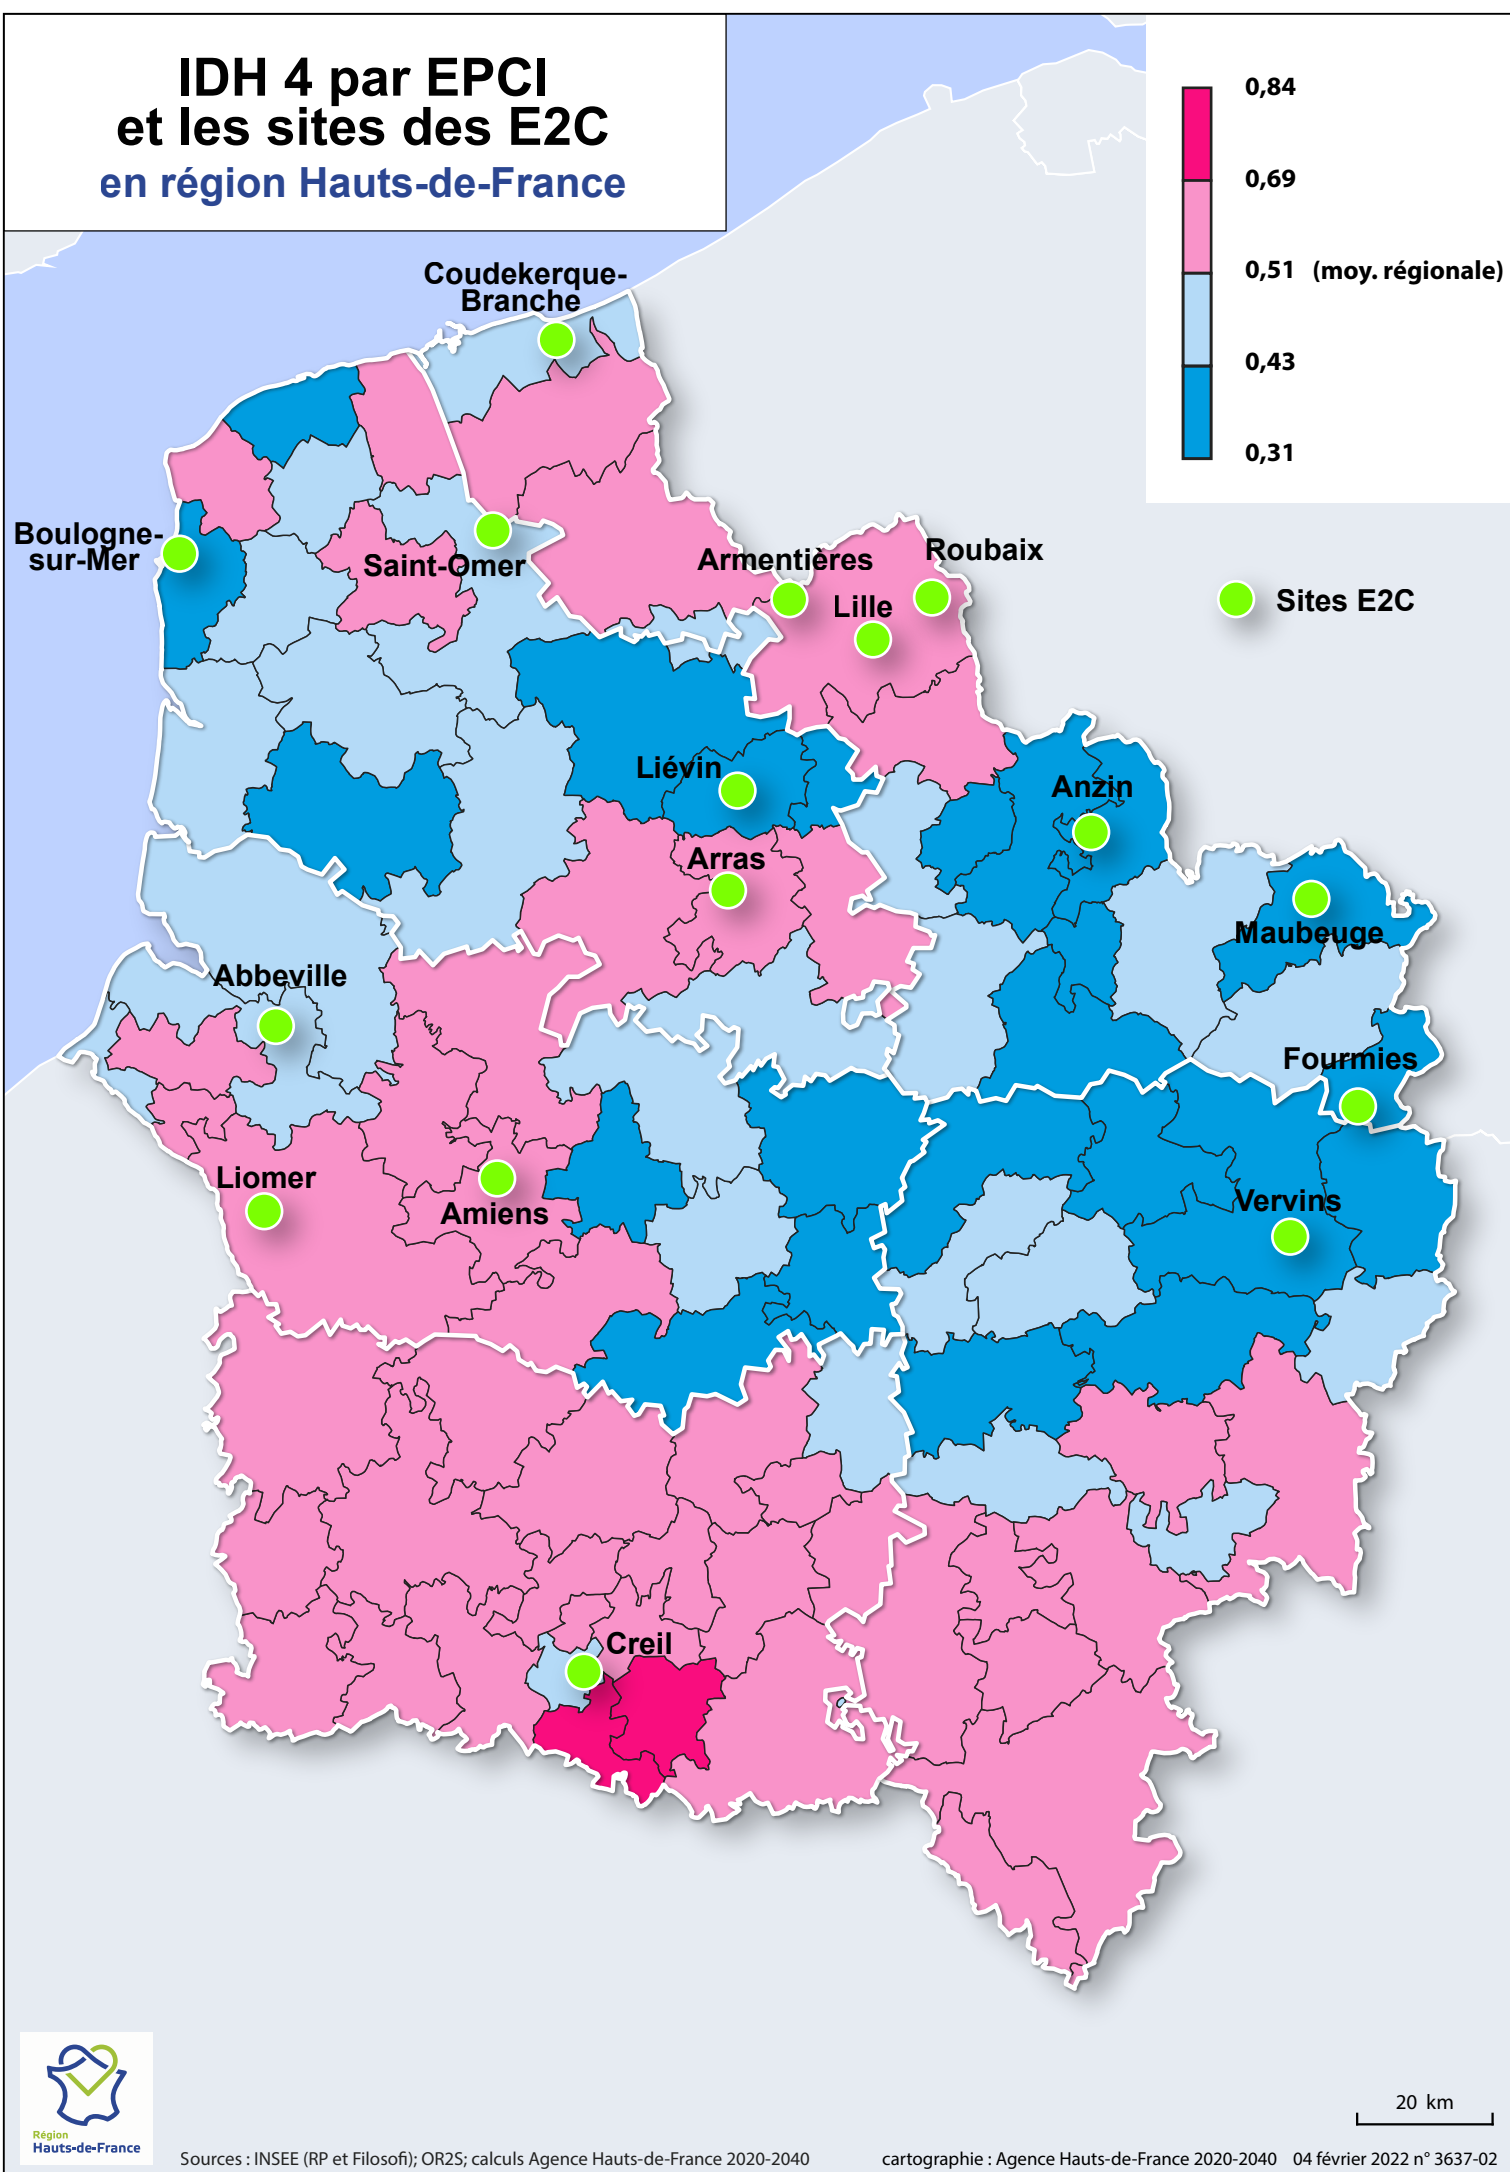 IDH 4 par EPCI
et les sites des E2C
en région Hauts-de-France
0,84
0,69
0,51 (moy. régionale)
0,43
0,31
Sites E2C
Coudekerque-
Branche
Boulogne-
sur-Mer
Saint-Omer
Armentières
Roubaix
Lille
Liévin
Anzin
Arras
Maubeuge
Abbeville
Fourmies
Liomer
Amiens
Vervins
Creil
Région
Hauts-de-France
20 km
Sources : INSEE (RP et Filosofi); OR2S; calculs Agence Hauts-de-France 2020-2040
cartographie : Agence Hauts-de-France 2020-2040 04 février 2022 n° 3637-02